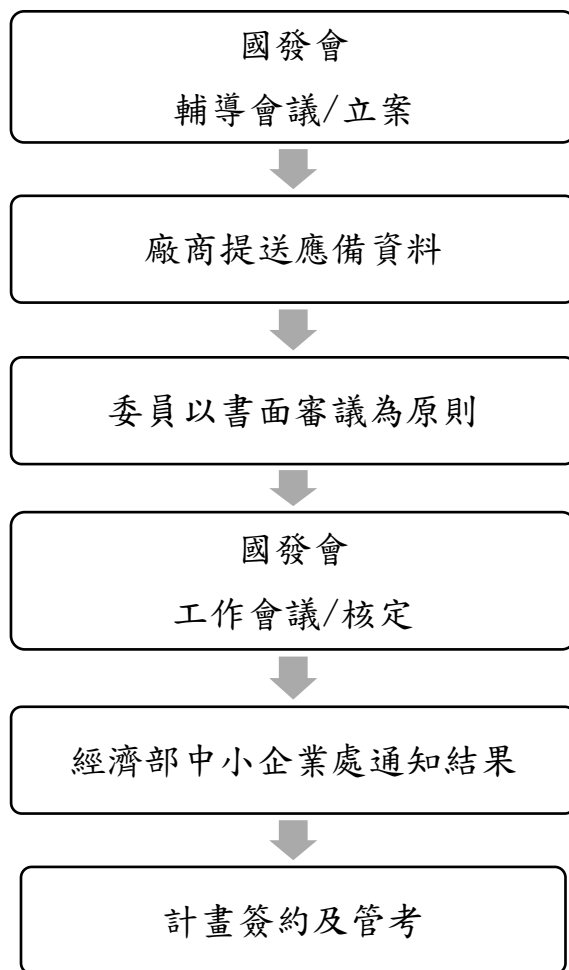 國發會
輔導會議/立案
廠商提送應備資料
委員以書面審議為原則
國發會
工作會議/核定
經濟部中小企業處通知結果
計畫簽約及管考